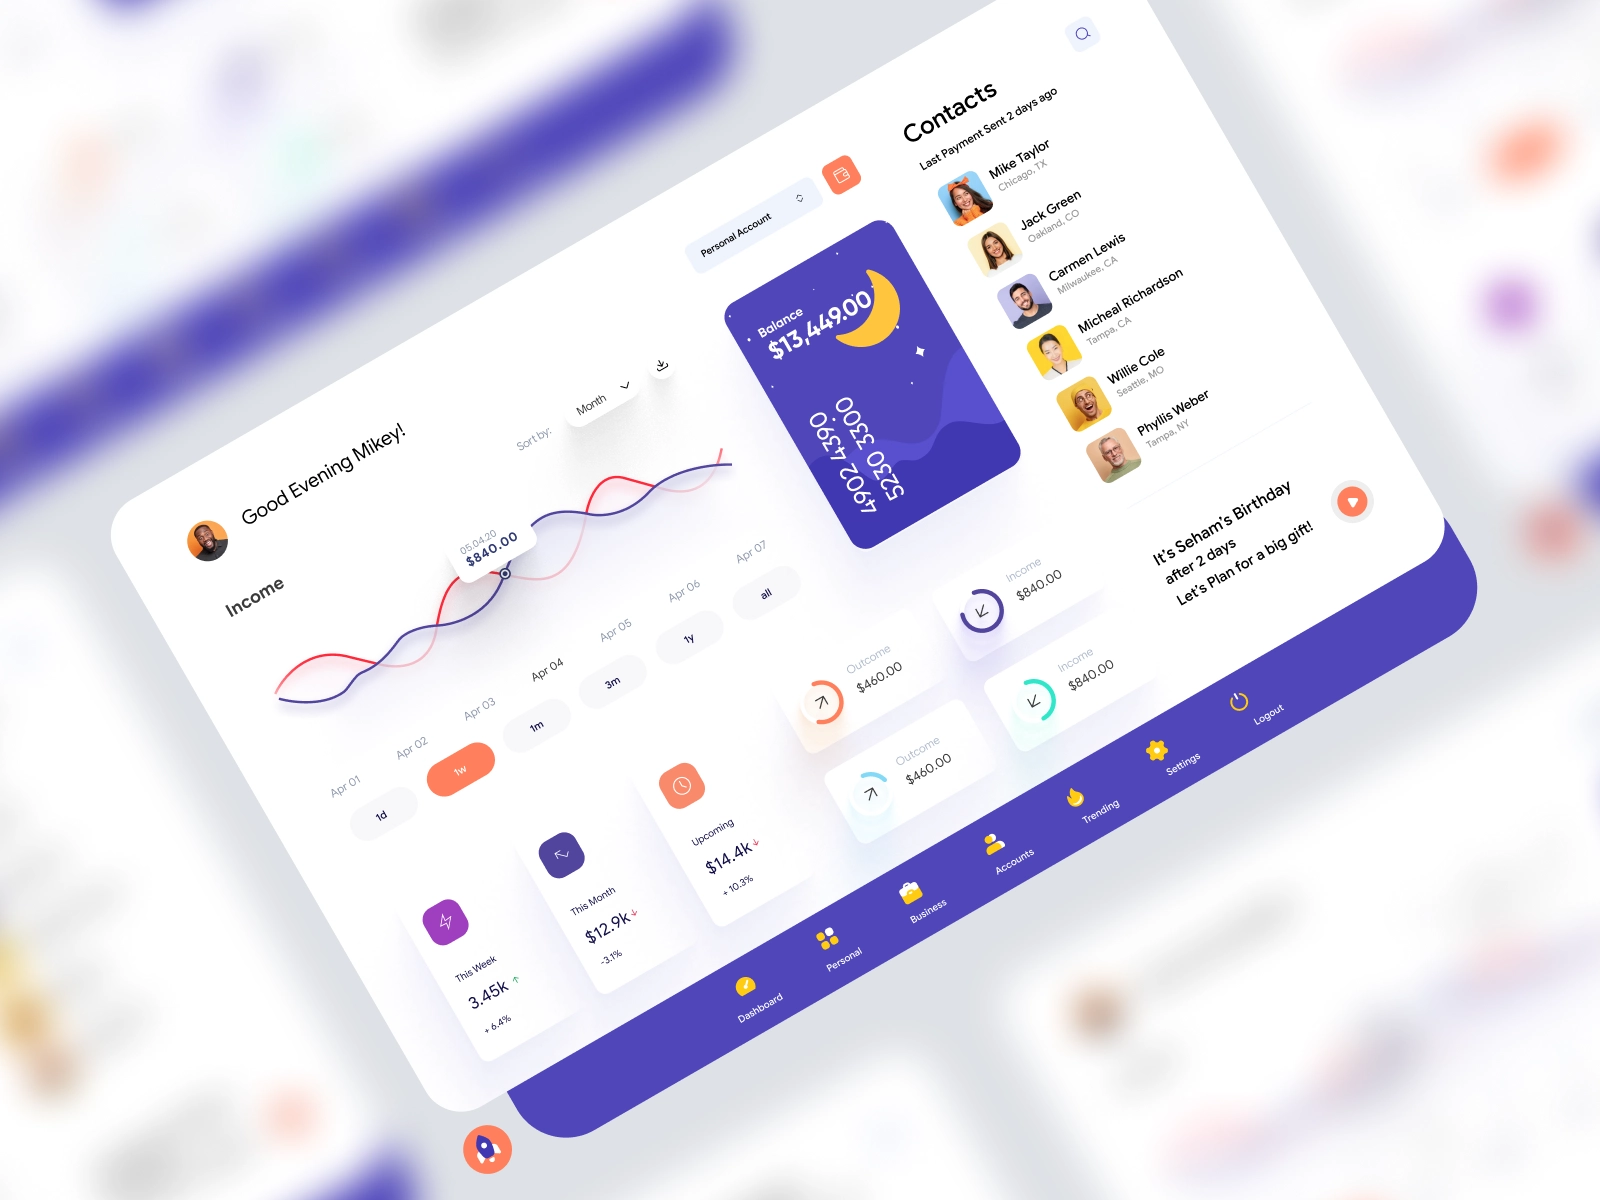 Good Evening Mikey!
Income
Sort by:
Month
05.04.20
$840.00
Apr 01
Apr 02
Apr 03
Apr 04
Apr 05
Apr 06
Apr 07
1d
1w
1m
3m
1y
all
This Week
3.45k
+ 6.4%
This Month
$12.9k
-3.1%
Upcoming
$14.4k
+ 10.3%
Personal Account
Balance
$13,449.00
4902 4390
5230 3300
Outcome
$460.00
Income
$840.00
Outcome
$460.00
Income
$840.00
Contacts
Last Payment Sent 2 days ago
Mike Taylor
Chicago, TX
Jack Green
Oakland, CO
Carmen Lewis
Milwaukee, CA
Micheal Richardson
Tampa, CA
Willie Cole
Seattle, MO
Phyllis Weber
Tampa, NY
It's Seham's Birthday
after 2 days
Let's Plan for a big gift!
Dashboard
Personal
Business
Accounts
Trending
Settings
Logout